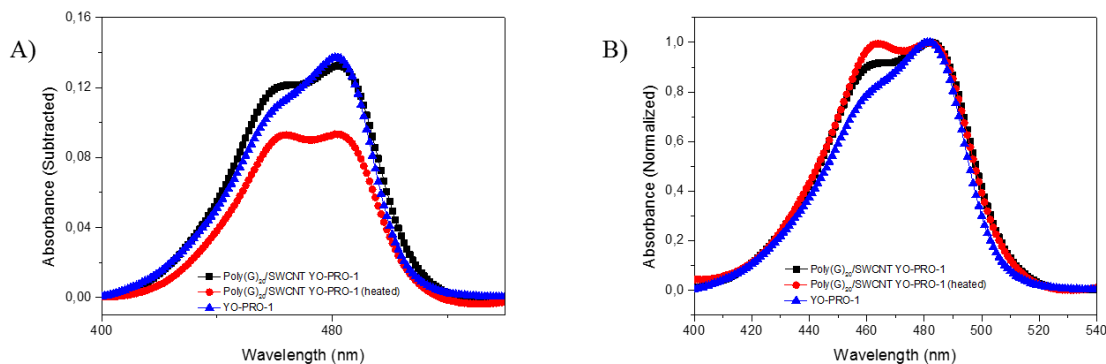 A)
0,16
0,12
0,08
0,04
0,00
Absorbance (Subtracted)
Poly(G)20/SWCNT YO-PRO-1
Poly(G)20/SWCNT YO-PRO-1 (heated)
YO-PRO-1
400
480
Wavelength (nm)
B)
1,0
0,8
0,6
0,4
0,2
0,0
Absorbance (Normalized)
Poly(G)20/SWCNT YO-PRO-1
Poly(G)20/SWCNT YO-PRO-1 (heated)
YO-PRO-1
400 420 440 460 480 500 520 540
Wavelength (nm)